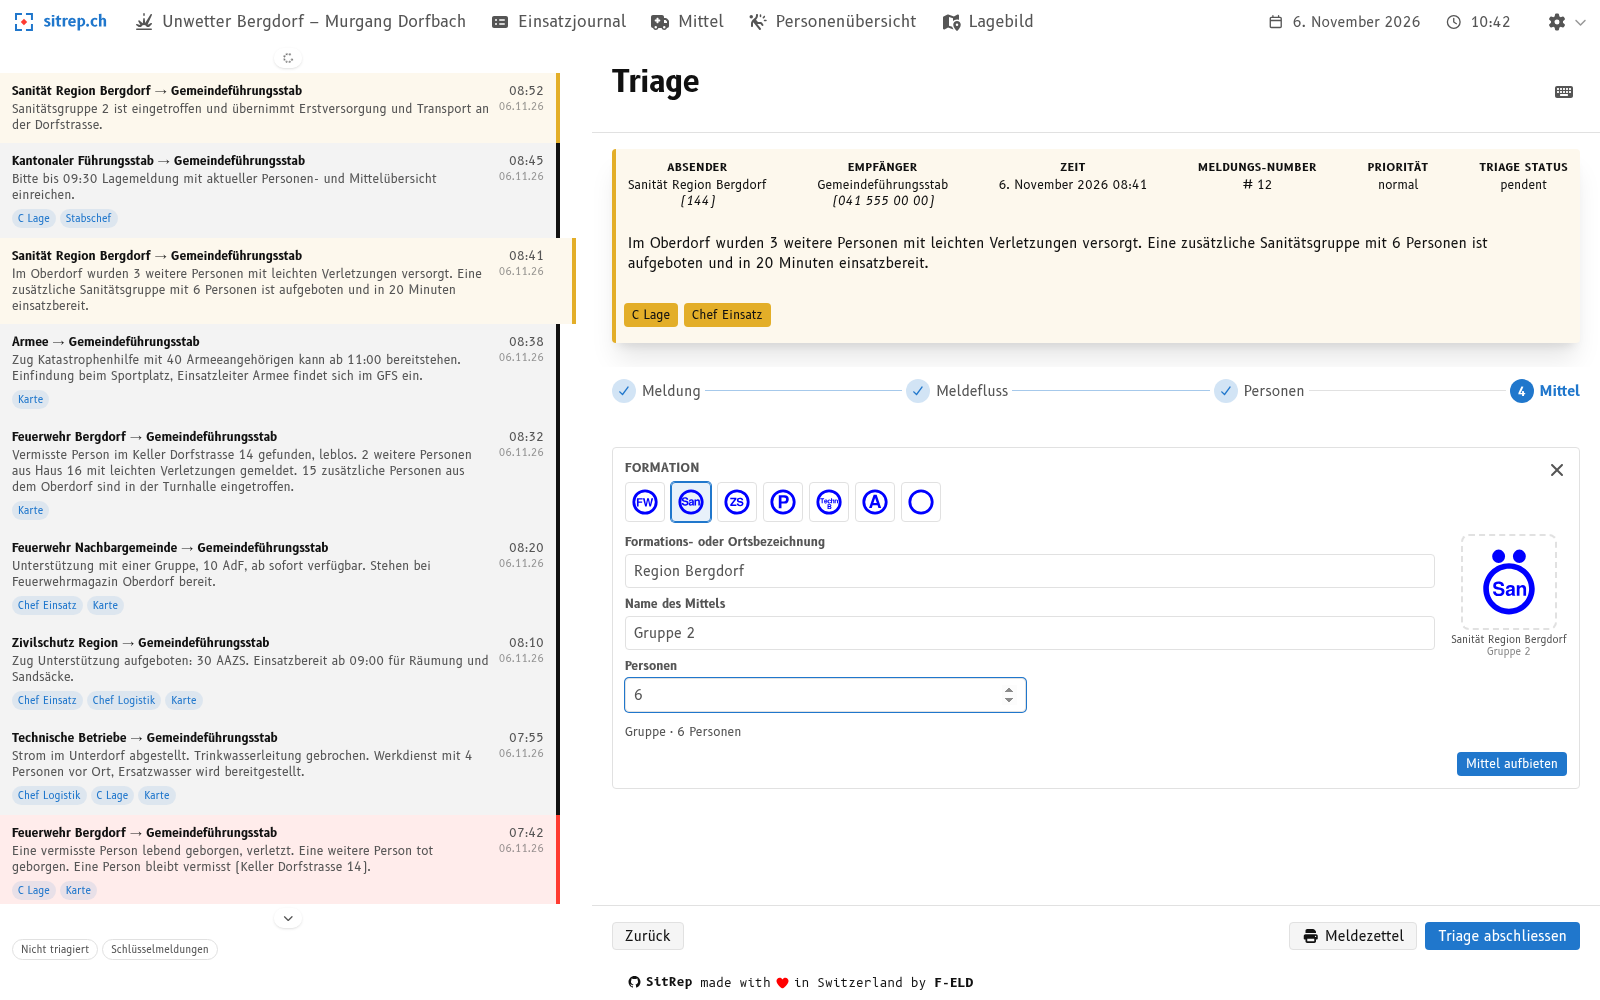 sitrep.ch
Unwetter Bergdorf – Murgang Dorfbach
Einsatzjournal
Mittel
Personenübersicht
Lagebild
6. November 2026
10:42
Sanität Region Bergdorf → Gemeindeführungsstab 08:52
Sanitätsgruppe 2 ist eingetroffen und übernimmt Erstversorgung und Transport an 06.11.26
der Dorfstrasse.
Kantonaler Führungsstab → Gemeindeführungsstab 08:45
Bitte bis 09:30 Lagemeldung mit aktueller Personen- und Mittelübersicht 06.11.26
einreichen.
C Lage Stabschef
Sanität Region Bergdorf → Gemeindeführungsstab 08:41
Im Oberdorf wurden 3 weitere Personen mit leichten Verletzungen versorgt. Eine 06.11.26
zusätzliche Sanitätsgruppe mit 6 Personen ist aufgeboten und in 20 Minuten
einsatzbereit.
Armee → Gemeindeführungsstab 08:38
Zug Katastrophenhilfe mit 40 Armeeangehörigen kann ab 11:00 bereitstehen. 06.11.26
Einfindung beim Sportplatz, Einsatzleiter Armee findet sich im GFS ein.
Karte
Feuerwehr Bergdorf → Gemeindeführungsstab 08:32
Vermisste Person im Keller Dorfstrasse 14 gefunden, leblos. 2 weitere Personen 06.11.26
aus Haus 16 mit leichten Verletzungen gemeldet. 15 zusätzliche Personen aus
dem Oberdorf sind in der Turnhalle eingetroffen.
Karte
Feuerwehr Nachbargemeinde → Gemeindeführungsstab 08:20
Unterstützung mit einer Gruppe, 10 AdF, ab sofort verfügbar. Stehen bei 06.11.26
Feuerwehrmagazin Oberdorf bereit.
Chef Einsatz Karte
Zivilschutz Region → Gemeindeführungsstab 08:10
Zug Unterstützung aufgeboten: 30 AAZS. Einsatzbereit ab 09:00 für Räumung und 06.11.26
Sandsäcke.
Chef Einsatz Chef Logistik Karte
Technische Betriebe → Gemeindeführungsstab 07:55
Strom im Unterdorf abgestellt. Trinkwasserleitung gebrochen. Werkdienst mit 4 06.11.26
Personen vor Ort, Ersatzwasser wird bereitgestellt.
Chef Logistik C Lage Karte
Feuerwehr Bergdorf → Gemeindeführungsstab 07:42
Eine vermisste Person lebend geborgen, verletzt. Eine weitere Person tot 06.11.26
geborgen. Eine Person bleibt vermisst (Keller Dorfstrasse 14).
C Lage Karte
Nicht triagiert Schlüsselmeldungen
Triage
ABSENDER EMPFÄNGER ZEIT MELDUNGS-NUMBER PRIORITÄT TRIAGE STATUS
Sanität Region Bergdorf Gemeindeführungsstab 6. November 2026 08:41 # 12 normal pendent
(144) (041 555 00 00)
Im Oberdorf wurden 3 weitere Personen mit leichten Verletzungen versorgt. Eine zusätzliche Sanitätsgruppe mit 6 Personen ist
aufgeboten und in 20 Minuten einsatzbereit.
C Lage Chef Einsatz
Meldung Meldefluss Personen 4 Mittel
FORMATION
FW San ZS P Techn B A
Formations- oder Ortsbezeichnung
Region Bergdorf
Name des Mittels
Gruppe 2
Personen
6
Gruppe · 6 Personen
San
Sanität Region Bergdorf
Gruppe 2
Mittel aufbieten
Zurück Meldezettel Triage abschliessen
SitRep made with in Switzerland by F-ELD